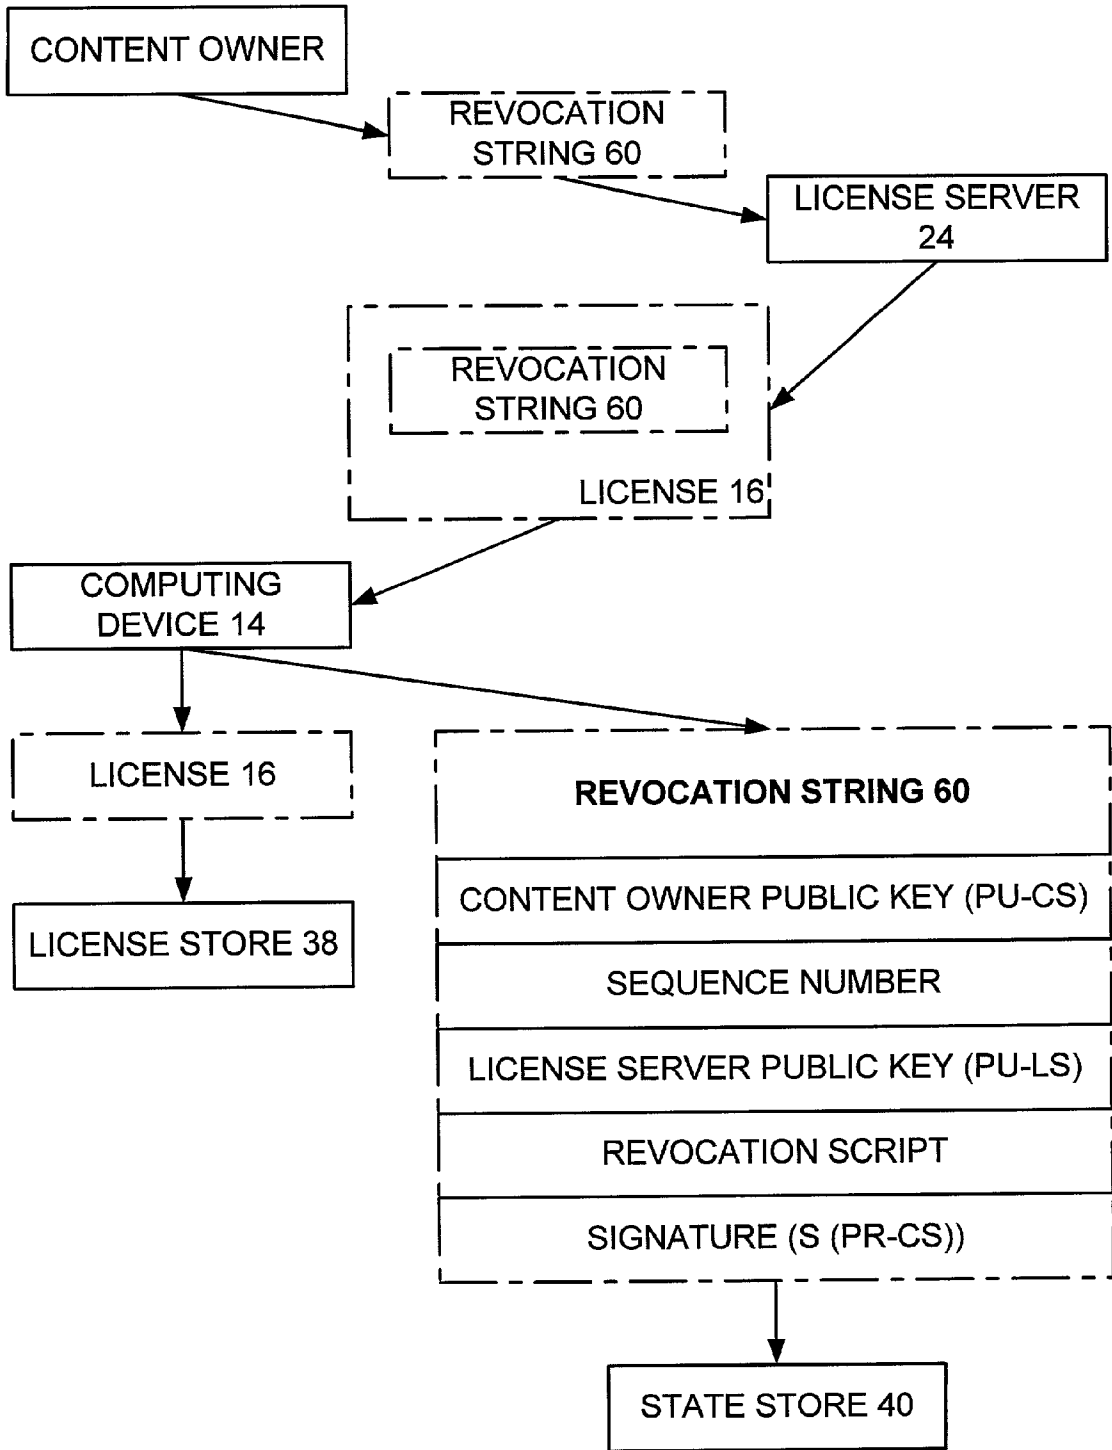 CONTENT OWNER
REVOCATION
STRING 60
LICENSE SERVER
24
REVOCATION
STRING 60
LICENSE 16
COMPUTING
DEVICE 14
LICENSE 16
LICENSE STORE 38
REVOCATION STRING 60
CONTENT OWNER PUBLIC KEY (PU-CS)
SEQUENCE NUMBER
LICENSE SERVER PUBLIC KEY (PU-LS)
REVOCATION SCRIPT
SIGNATURE (S (PR-CS))
STATE STORE 40